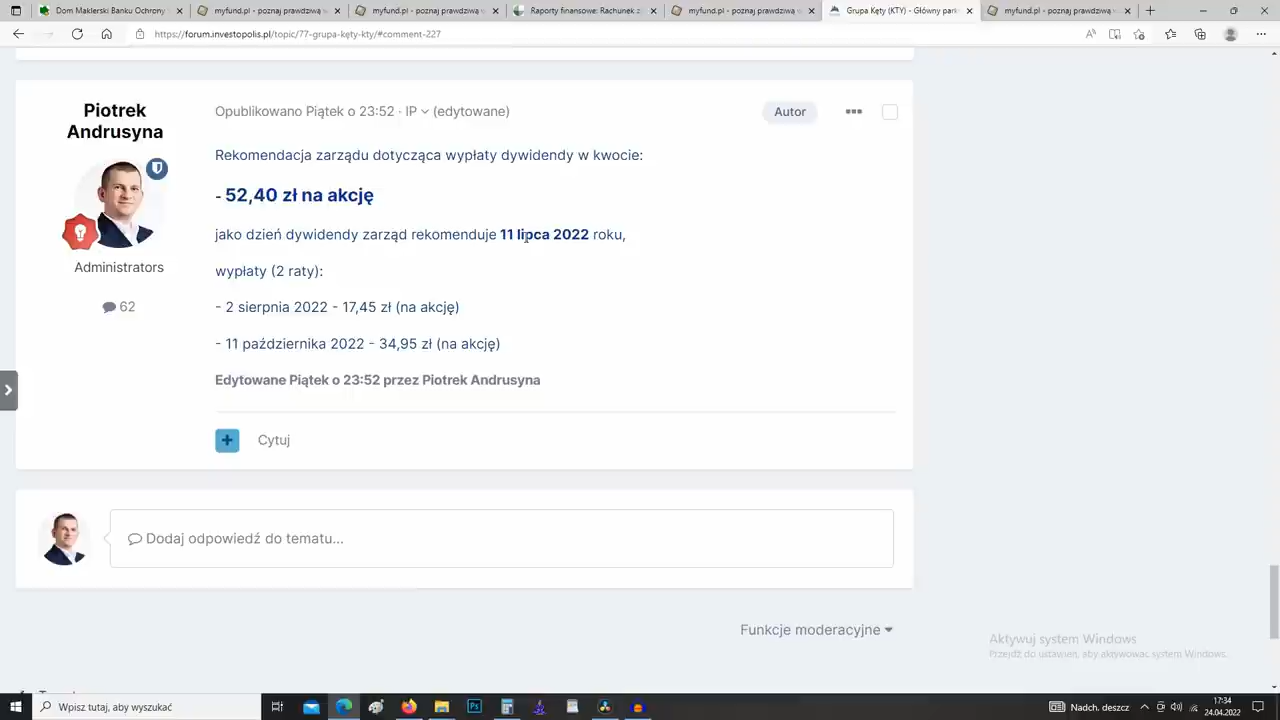 Dom Maklerski Banku Ochrony
myfund.pl - poznaj prawdziwą
myfund.pl - poznaj prawdziwą
Raporty finansowe: Rachunek z
myfund.pl - poznaj prawdziwą
Grupa Kęty (KTY) - Główny park
myfund.pl - poznaj prawdziwą
https://forum.investopolis.pl/topic/77-grupa-kęty-kty/#comment-227
Piotrek
Andrusyna
Administrators
62
Opublikowano Piątek o 23:52 · IP (edytowane)
Autor
Rekomendacja zarządu dotycząca wypłaty dywidendy w kwocie:
- 52,40 zł na akcję
jako dzień dywidendy zarząd rekomenduje 11 lipca 2022 roku,
wypłaty (2 raty):
- 2 sierpnia 2022 - 17,45 zł (na akcję)
- 11 października 2022 - 34,95 zł (na akcję)
Edytowane Piątek o 23:52 przez Piotrek Andrusyna
Cytuj
Dodaj odpowiedź do tematu...
Funkcje moderacyjne
Aktywuj system Windows
Przejdź do ustawień, aby aktywować system Windows.
Wpisz tutaj, aby wyszukać
Nadch. deszcz
17:34
24.04.2022